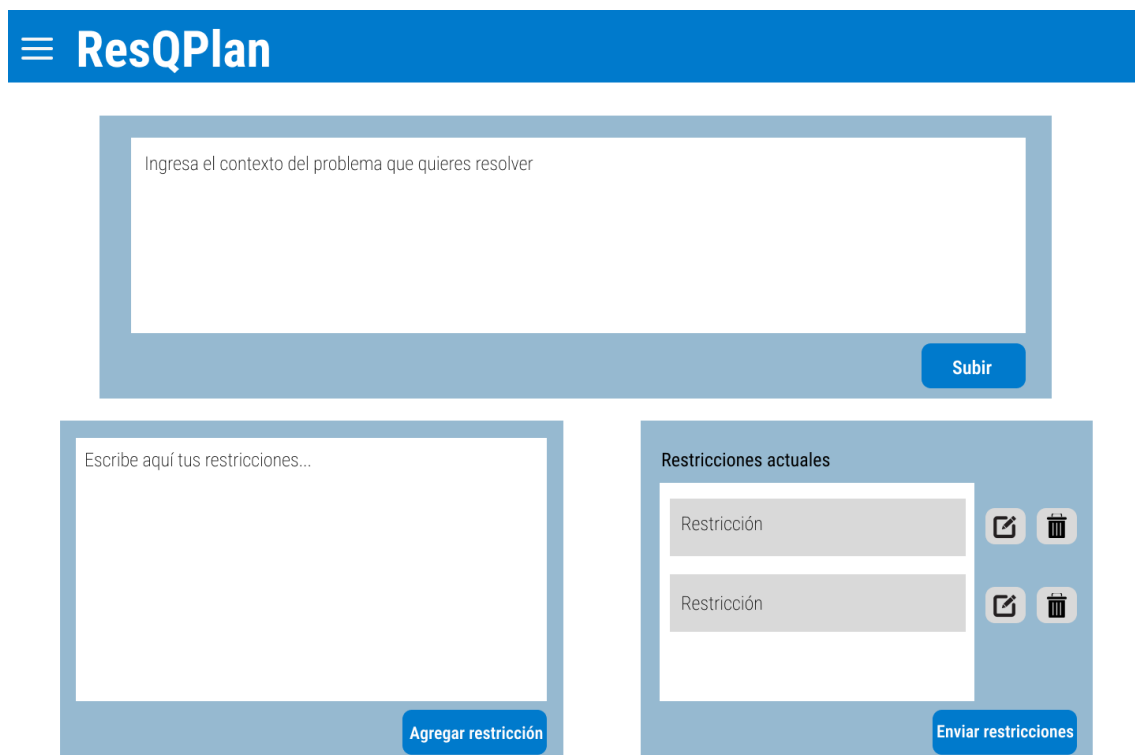 ResQPlan
Ingresa el contexto del problema que quieres resolver
Subir
Escribe aquí tus restricciones...
Agregar restricción
Restricciones actuales
Restricción
Restricción
Enviar restricciones